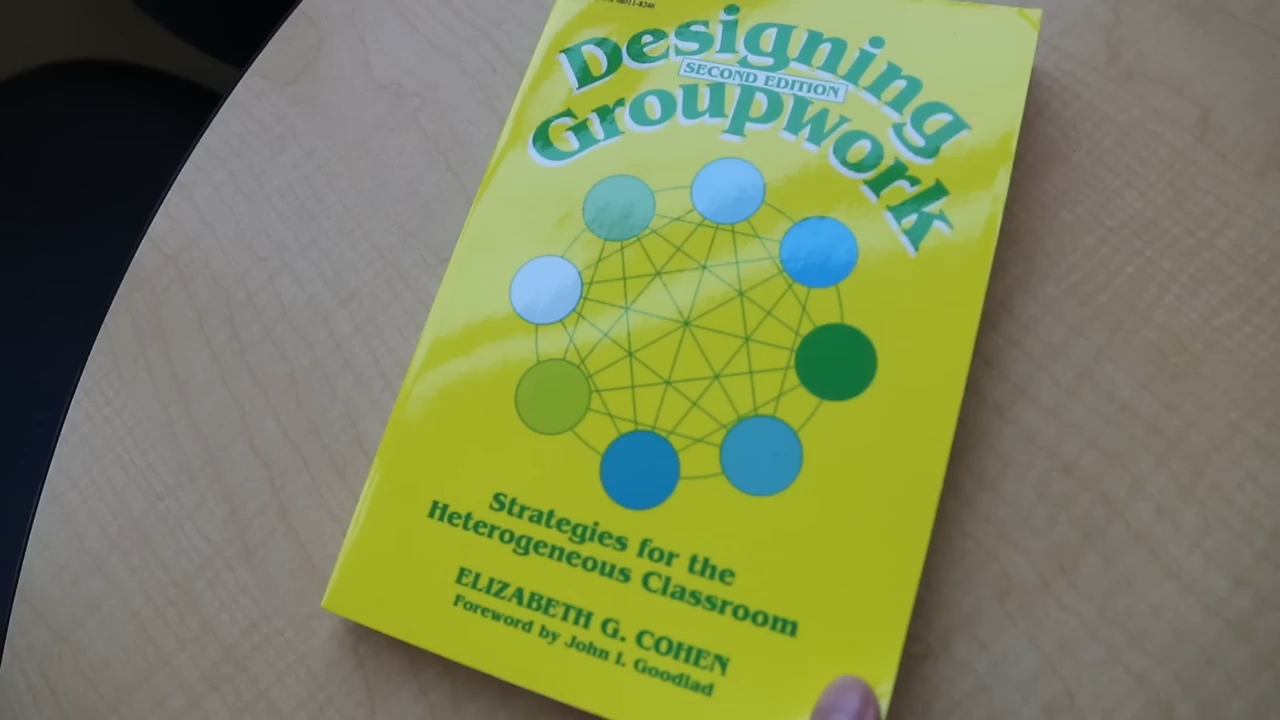 Designing
SECOND EDITION
Groupwork
Strategies for the
Heterogeneous Classroom
ELIZABETH G. COHEN
Foreword by John I. Goodlad